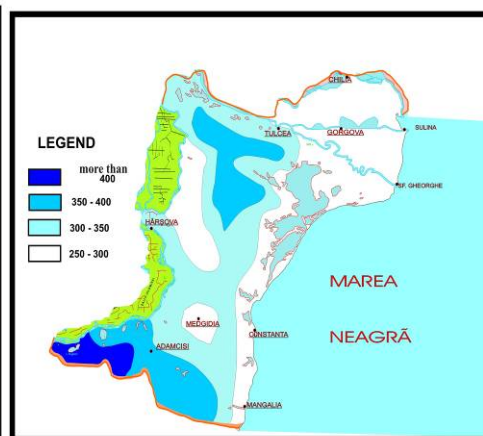 CHILIA
TULCEA
GORGOVA
SULINA
LEGEND
more than
400
350 - 400
300 - 350
250 - 300
SF. GHEORGHE
HÂRSOVA
MAREA
NEAGRĂ
MEDGIDIA
CUNSTANTA
ADAMCISI
MANGALIA